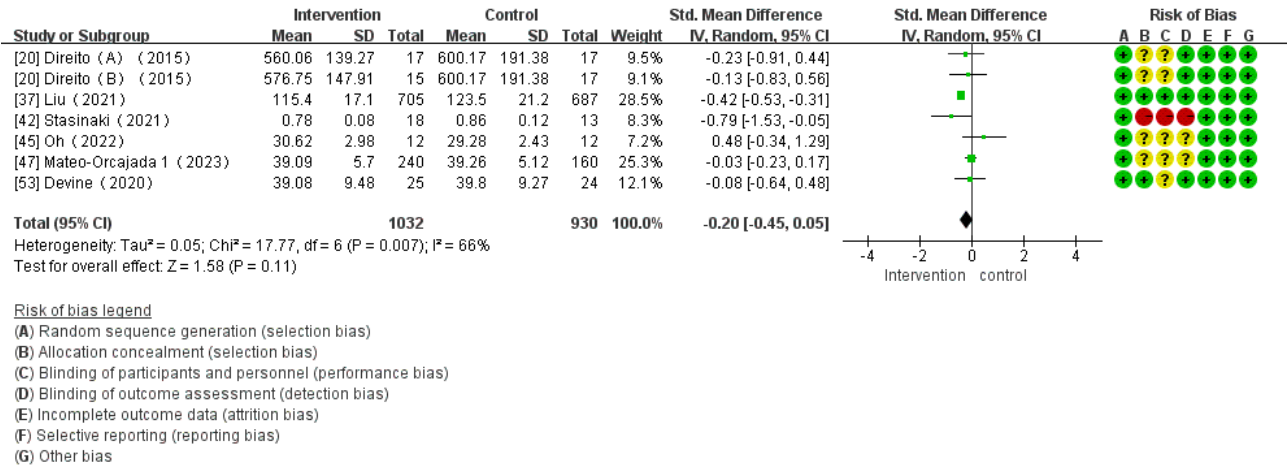 Intervention Control Std. Mean Difference Std. Mean Difference Risk of Bias
Study or Subgroup Mean SD Total Mean SD Total Weight IV, Random, 95% CI IV, Random, 95% CI A B C D E F G
[20] Direito (A) (2015) 560.06 139.27 17 600.17 191.38 17 9.5% -0.23 [-0.91, 0.44] + ? ? + + + +
[20] Direito (B) (2015) 576.75 147.91 15 600.17 191.38 17 9.1% -0.13 [-0.83, 0.56] + ? ? + + + +
[37] Liu (2021) 115.4 17.1 705 123.5 21.2 687 28.5% -0.42 [-0.53, -0.31] + + + + + + +
[42] Stasinaki (2021) 0.78 0.08 18 0.86 0.12 13 8.3% -0.79 [-1.53, -0.05] + - - - + + +
[45] Oh (2022) 30.62 2.98 12 29.28 2.43 12 7.2% 0.48 [-0.34, 1.29] + ? ? ? + + +
[47] Mateo-Orcajada 1 (2023) 39.09 5.7 240 39.26 5.12 160 25.3% -0.03 [-0.23, 0.17] + ? ? ? + + +
[53] Devine (2020) 39.08 9.48 25 39.8 9.27 24 12.1% -0.08 [-0.64, 0.48] + + ? + + + +
Total (95% CI) 1032 930 100.0% -0.20 [-0.45, 0.05]
Heterogeneity: Tau² = 0.05; Chi² = 17.77, df = 6 (P = 0.007); I² = 66%
Test for overall effect: Z = 1.58 (P = 0.11)
-4 -2 0 2 4
Intervention control
Risk of bias legend
(A) Random sequence generation (selection bias)
(B) Allocation concealment (selection bias)
(C) Blinding of participants and personnel (performance bias)
(D) Blinding of outcome assessment (detection bias)
(E) Incomplete outcome data (attrition bias)
(F) Selective reporting (reporting bias)
(G) Other bias